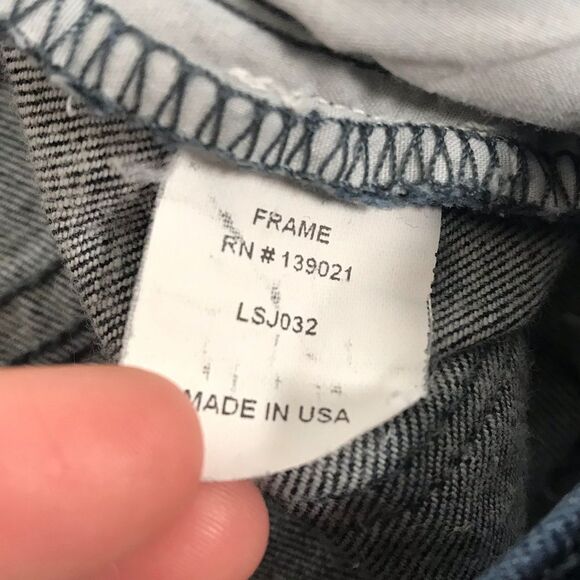 FRAME
RN # 139021
LSJ032
MADE IN USA